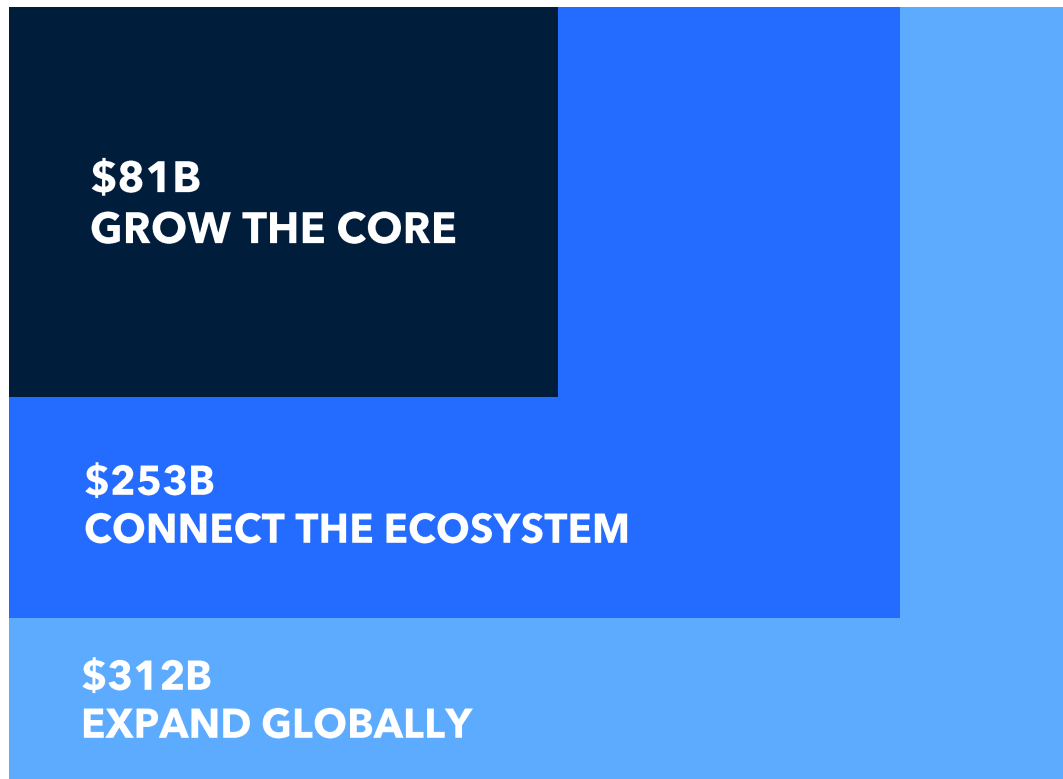 $81B
GROW THE CORE
$253B
CONNECT THE ECOSYSTEM
$312B
EXPAND GLOBALLY